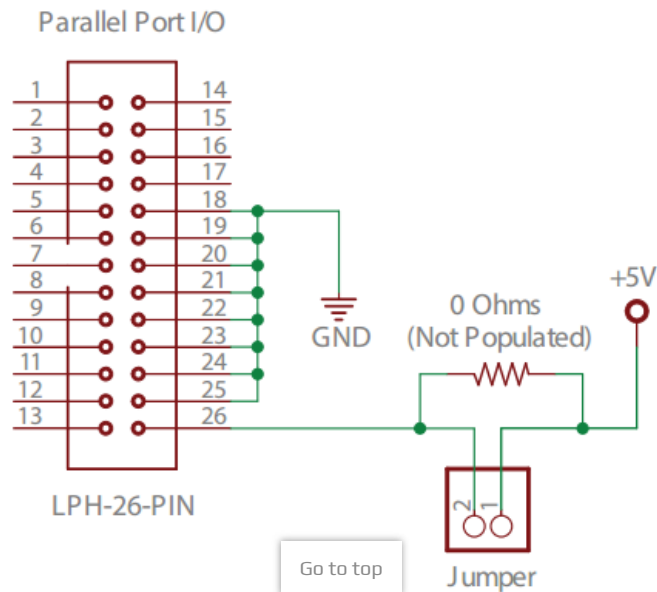 Parallel Port I/O
1 14
2 15
3 16
4 17
5 18
6 19
7 20
8 21
9 22
10 23
11 24
12 25
13 26
LPH-26-PIN
GND
0 Ohms
(Not Populated)
+5V
2 1
Jumper
Go to top